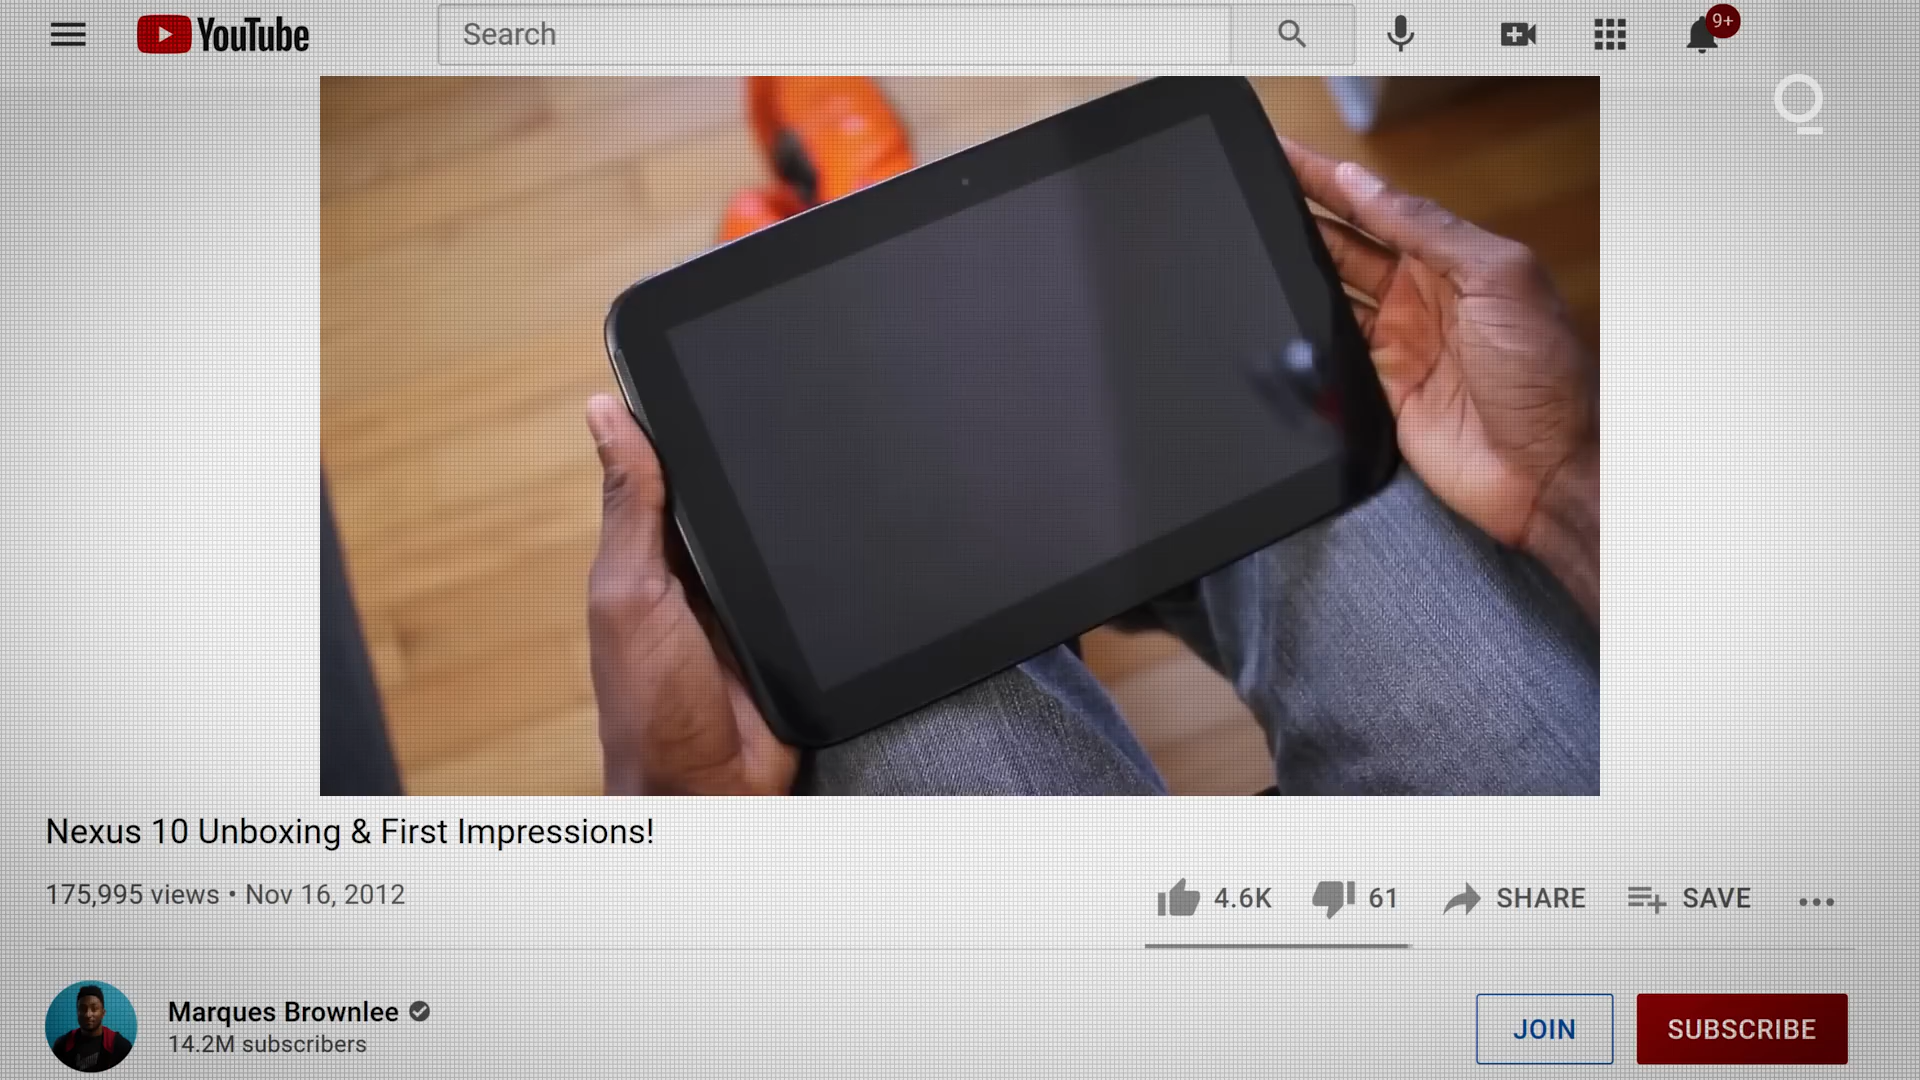 YouTube
Search
9+
Nexus 10 Unboxing & First Impressions!
175,995 views • Nov 16, 2012
4.6K
61
SHARE
SAVE
Marques Brownlee
14.2M subscribers
JOIN
SUBSCRIBE